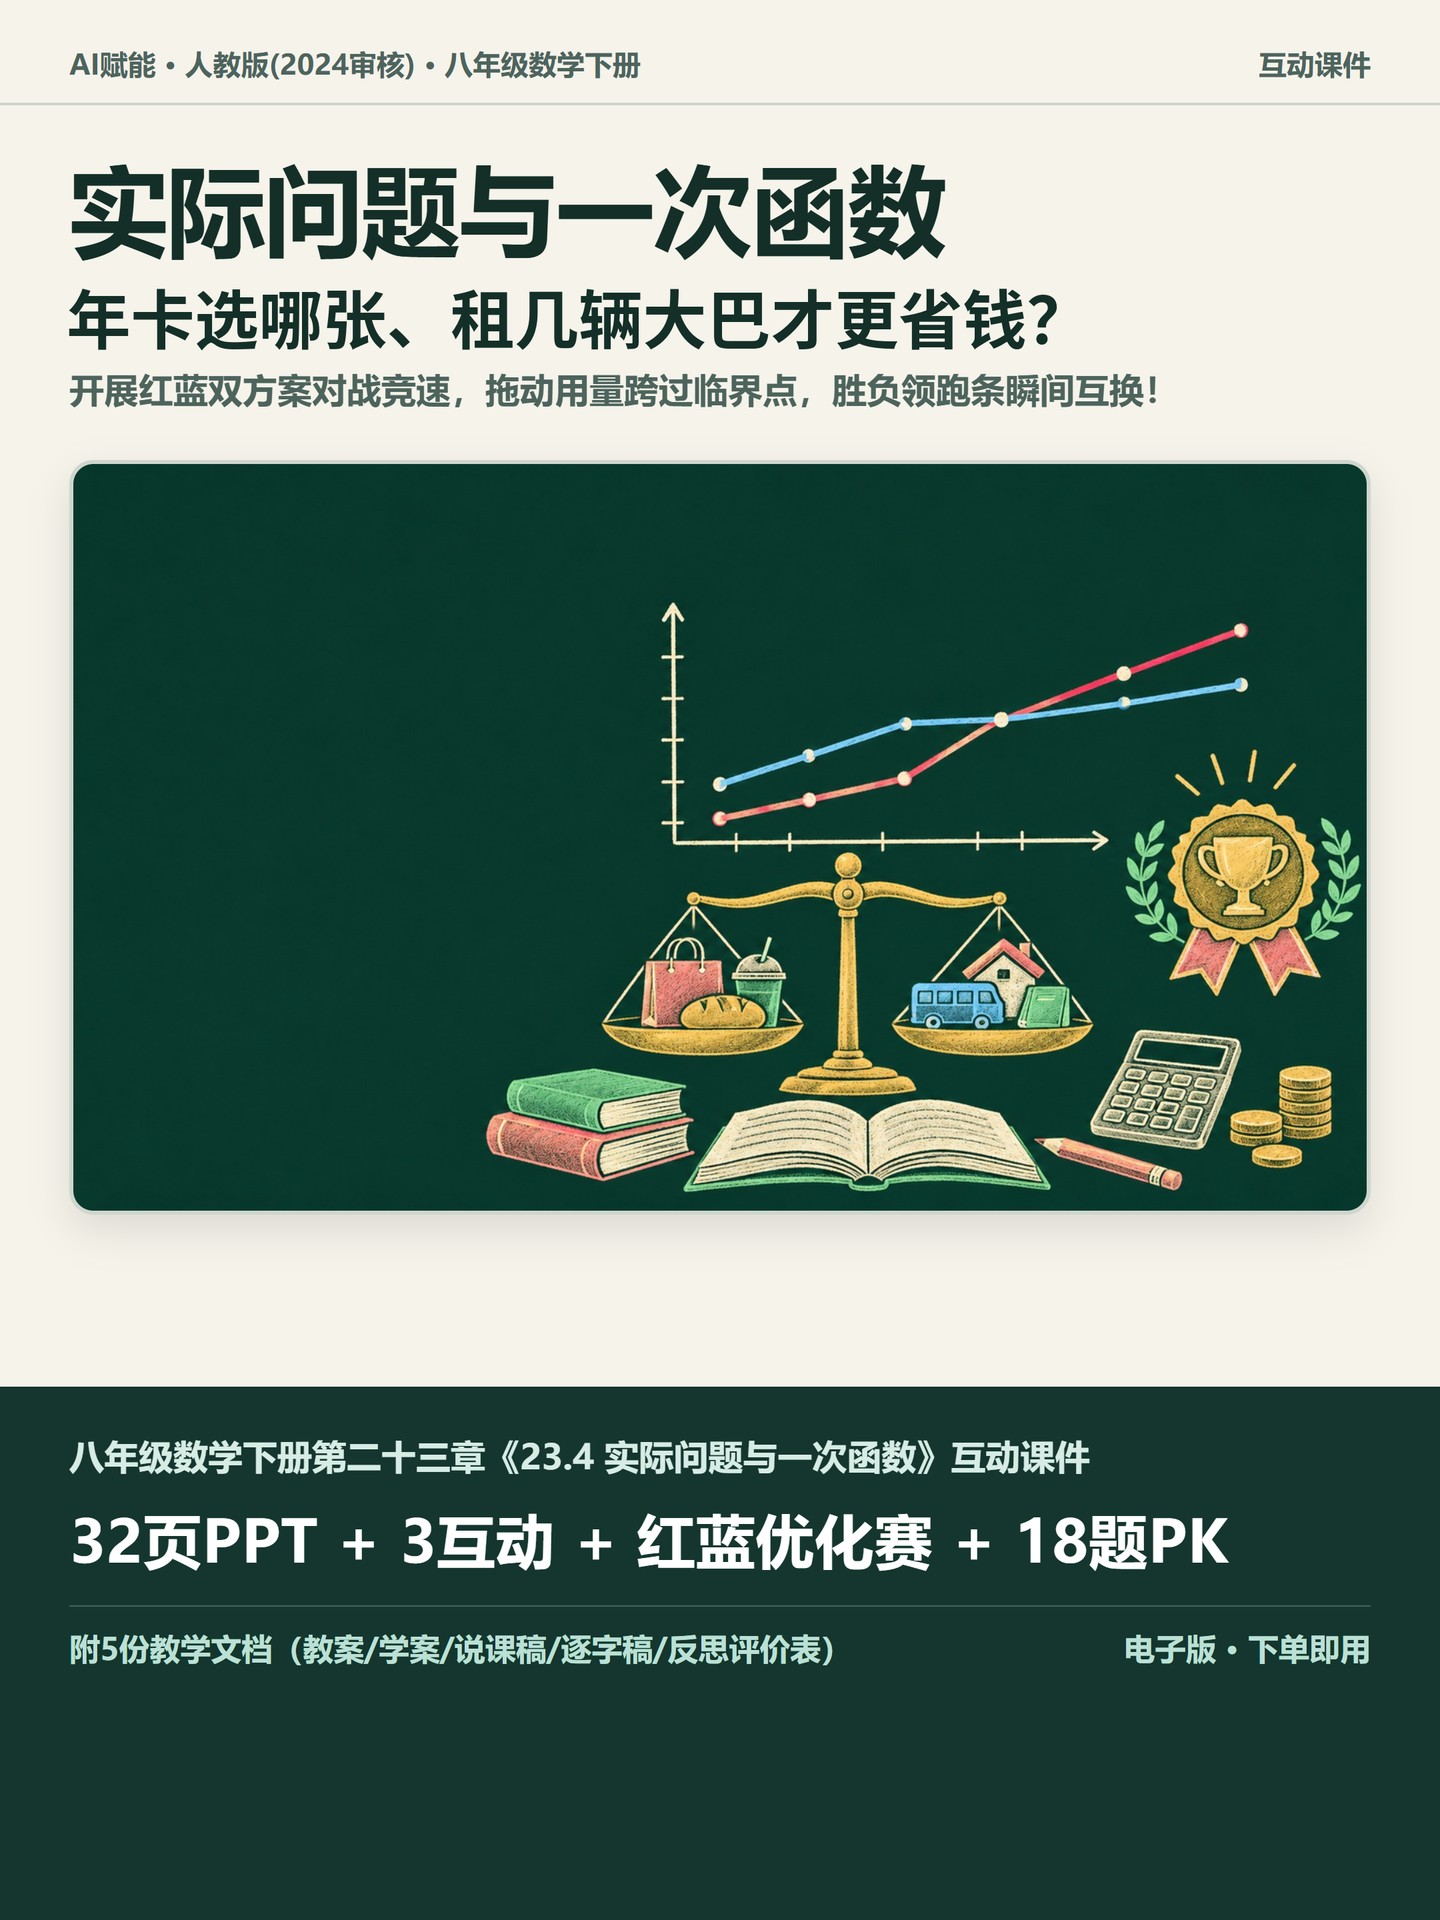 AI赋能 • 人教版(2024审核) • 八年级数学下册
互动课件
实际问题与一次函数
年卡选哪张、租几辆大巴才更省钱？
开展红蓝双方案对战竞速，拖动用量跨过临界点，胜负领跑条瞬间互换！
八年级数学下册第二十三章《23.4 实际问题与一次函数》互动课件
32页PPT + 3互动 + 红蓝优化赛 + 18题PK
附5份教学文档（教案/学案/说课稿/逐字稿/反思评价表）
电子版 • 下单即用